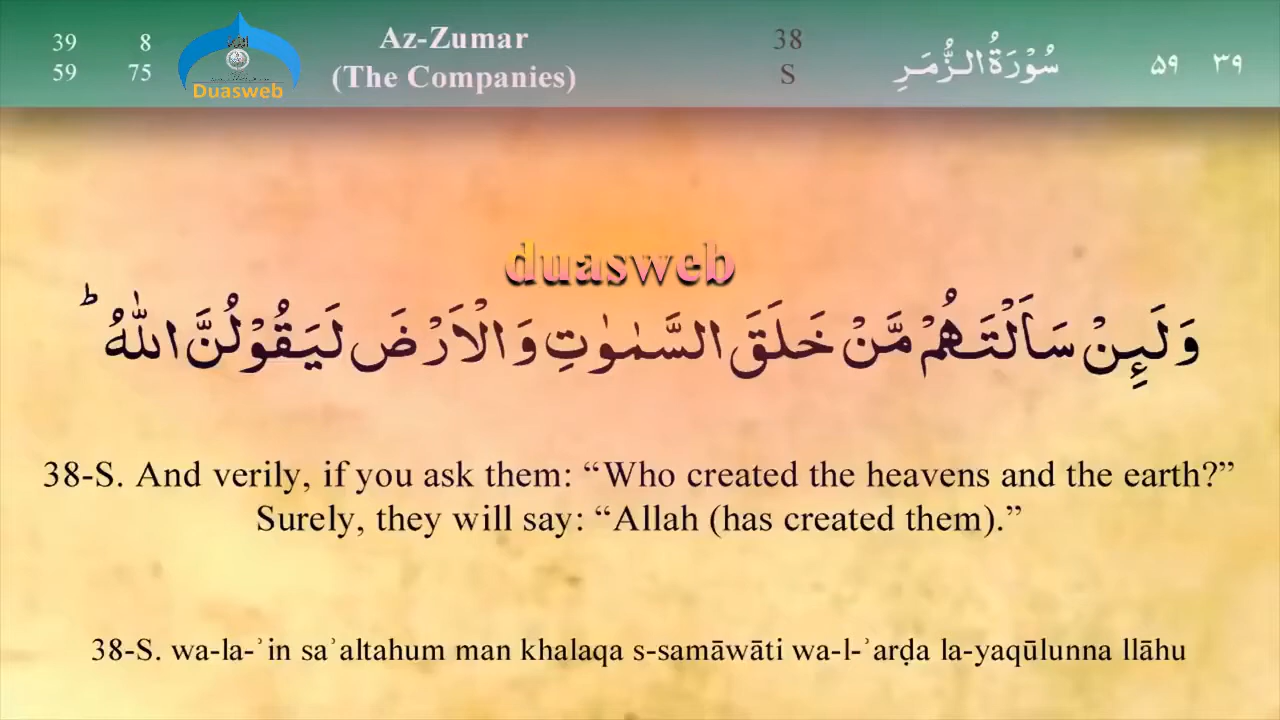 39 8
59 75
Duasweb
Az-Zumar
(The Companies)
38
S
سُوْرَةُ الزُّمَرِ
٣٩ ٥٩
duasweb
وَلَىِٕنْ سَاَلْتَهُمْ مَّنْ خَلَقَ السَّمٰوٰتِ وَالْاَرْضَ لَيَقُوْلُنَّ اللّٰهُ ؕ
38-S. And verily, if you ask them: “Who created the heavens and the earth?”
Surely, they will say: “Allah (has created them).”
38-S. wa-la-ʾin saʾaltahum man khalaqa s-samāwāti wa-l-ʾarḍa la-yaqūlunna llāhu